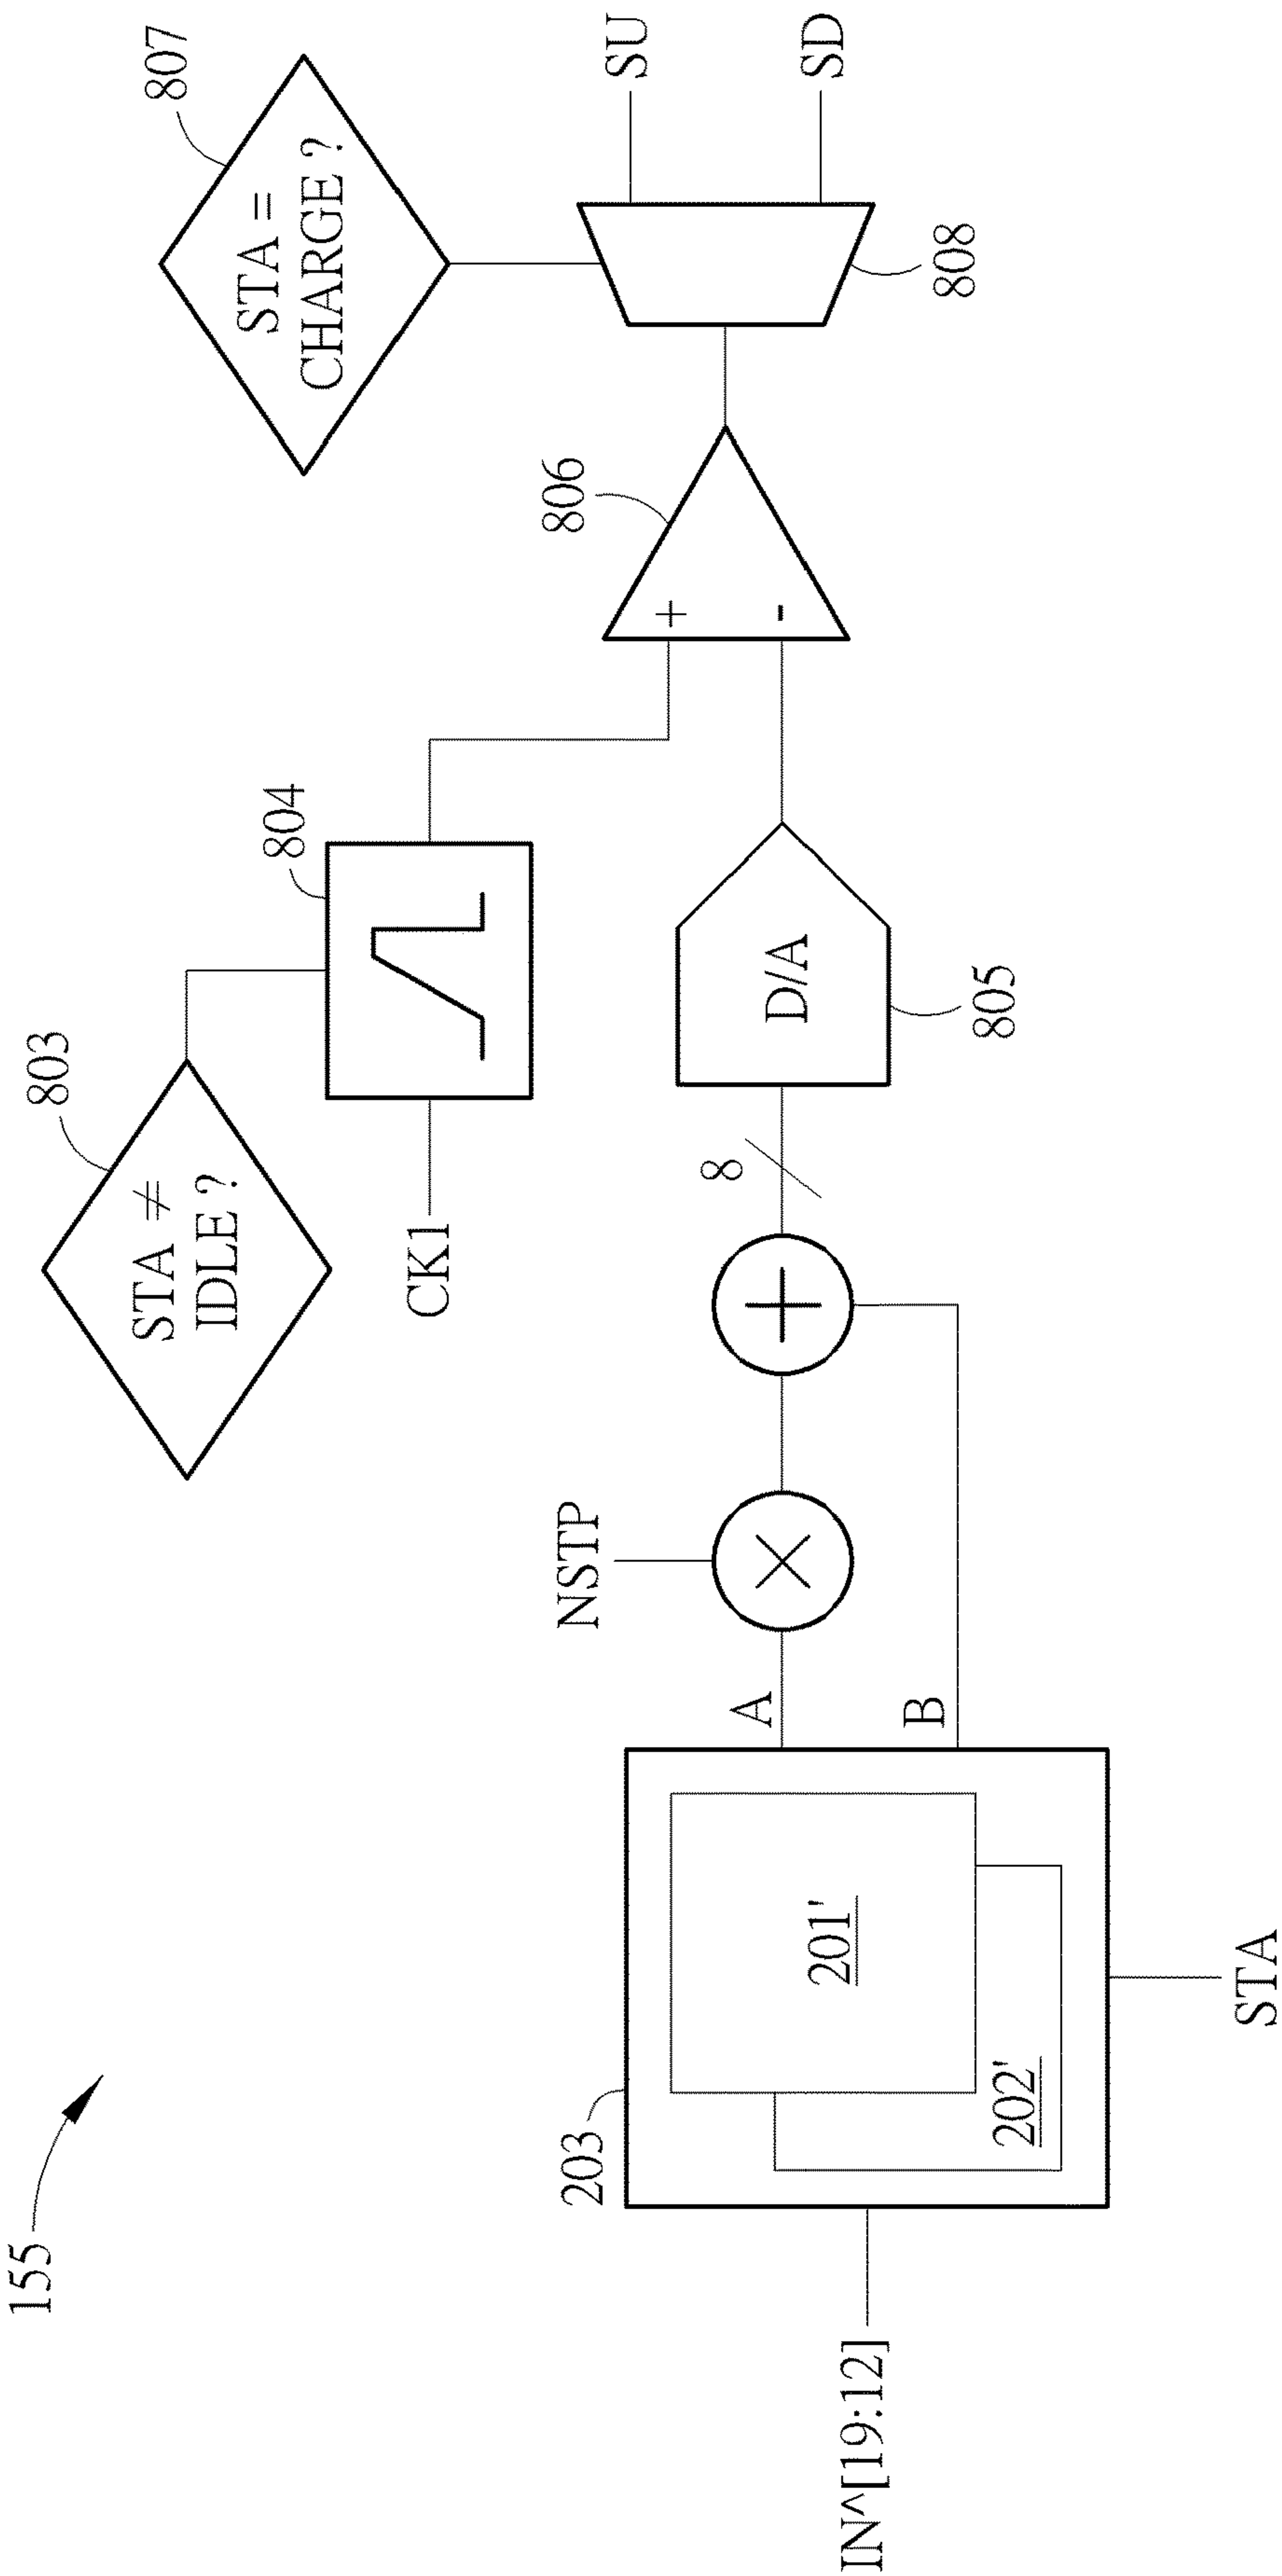 155
IN^[19:12]
203
201'
202'
STA
A
B
NSTP
×
+
8
D/A
805
CK1
STA ≠
IDLE ?
803
804
+
-
806
STA =
CHARGE ?
807
808
SU
SD